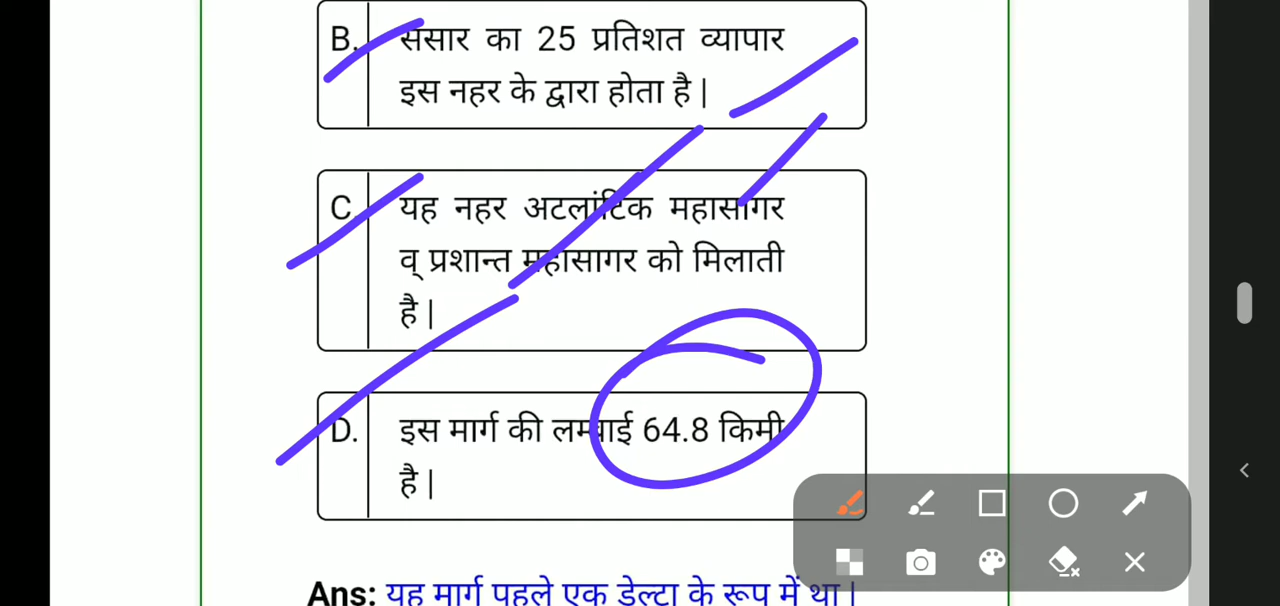 B. संसार का 25 प्रतिशत व्यापार
इस नहर के द्वारा होता है |
C. यह नहर अटलांटिक महासागर
व् प्रशान्त महासागर को मिलाती
है |
D. इस मार्ग की लम्बाई 64.8 किमी
है |
Ans: यह मार्ग पहले एक डेल्टा के रूप में था |